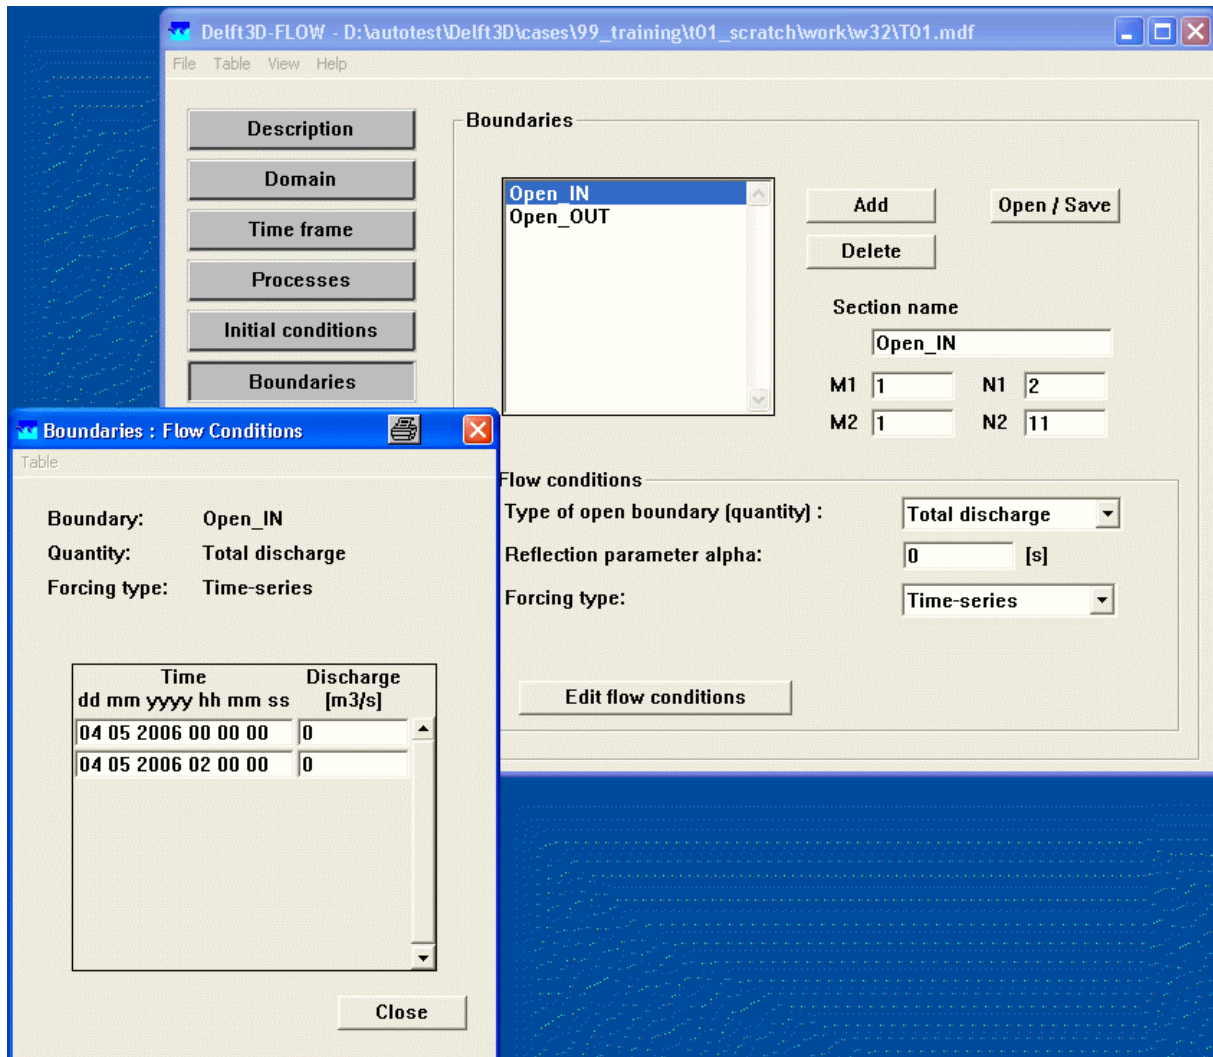 Delft3D-FLOW - D:\autotest\Delft3D\cases\99_training\t01_scratch\work\w32\T01.mdf
File Table View Help
Description
Domain
Time frame
Processes
Initial conditions
Boundaries
Boundaries
Open_IN
Open_OUT
Add
Open / Save
Delete
Section name
Open_IN
M1 1 N1 2
M2 1 N2 11
Flow conditions
Type of open boundary (quantity) : Total discharge
Reflection parameter alpha: 0 [s]
Forcing type: Time-series
Edit flow conditions
Boundaries : Flow Conditions
Table
Boundary: Open_IN
Quantity: Total discharge
Forcing type: Time-series
Time Discharge
dd mm yyyy hh mm ss [m3/s]
04 05 2006 00 00 00 0
04 05 2006 02 00 00 0
Close